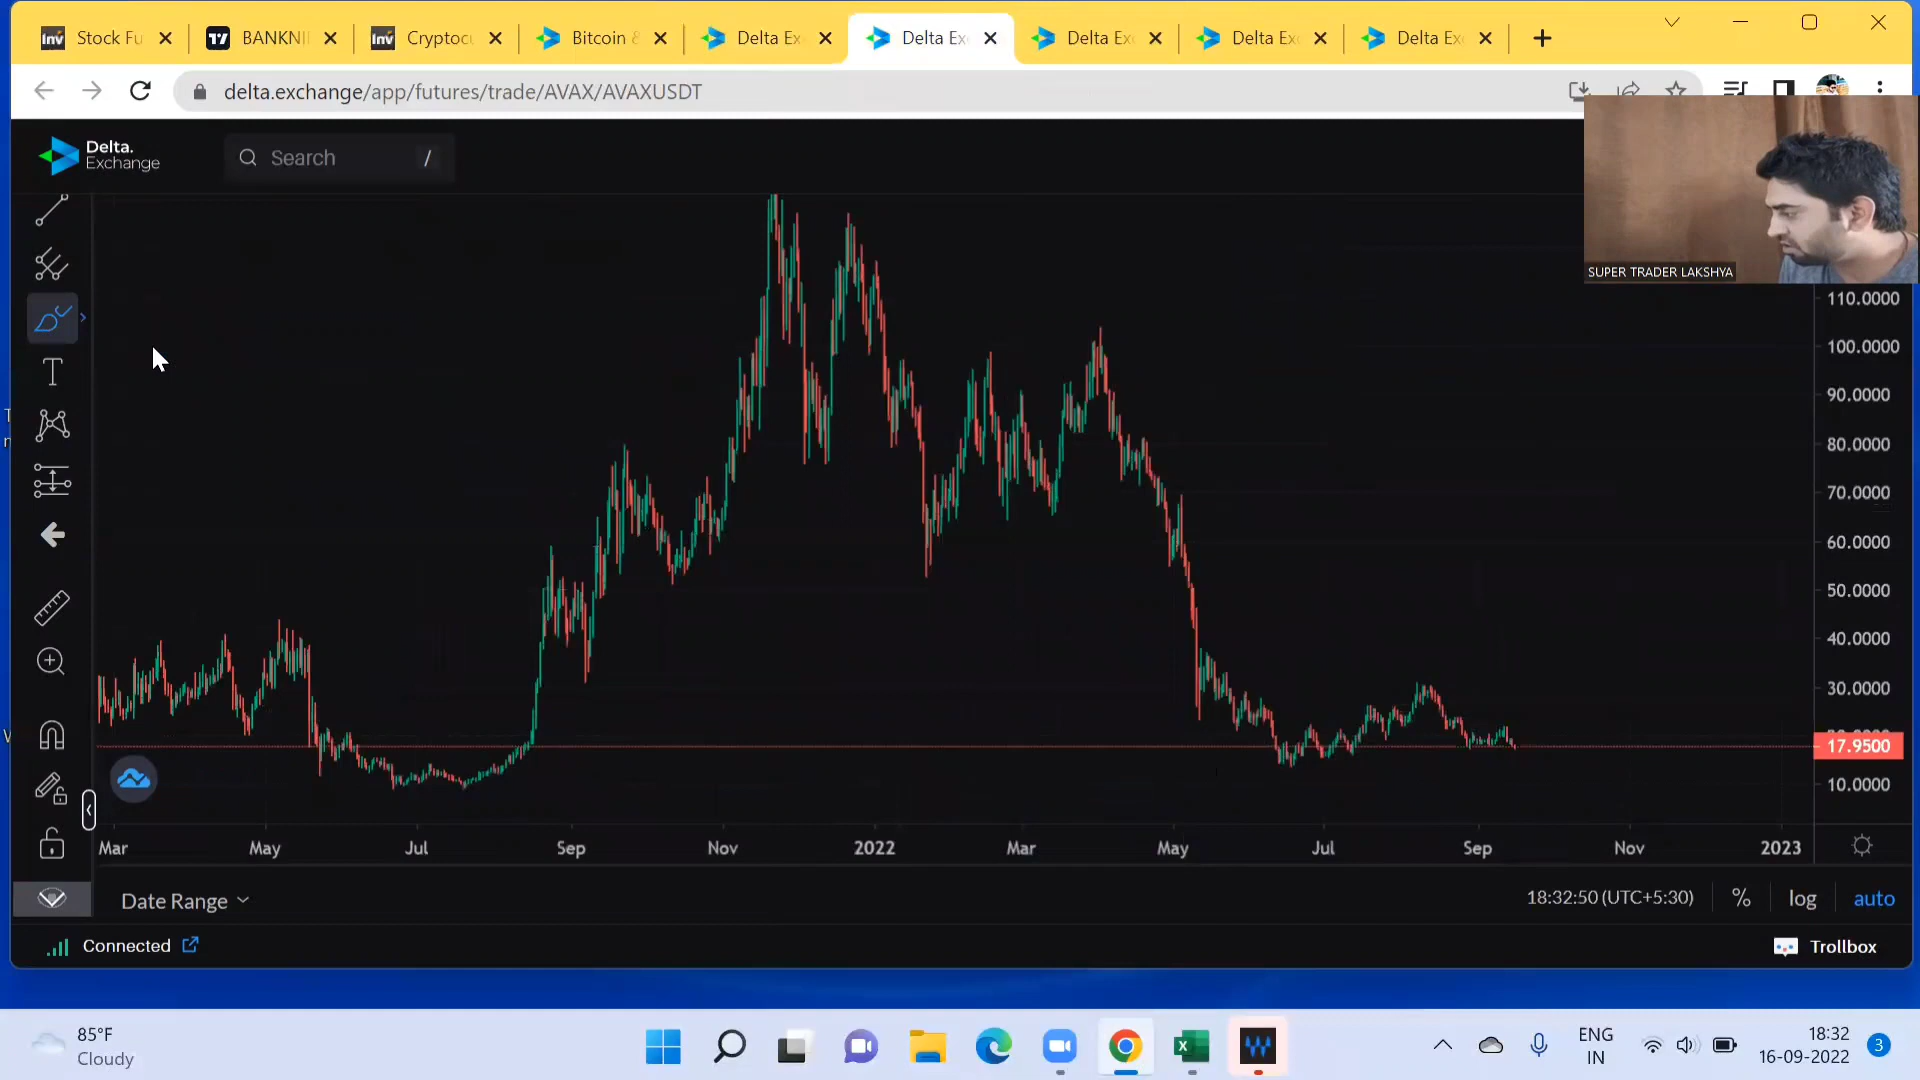 Stock Fu
BANKNI
Cryptocu
Bitcoin &
Delta Ex
Delta Ex
Delta Ex
Delta Ex
Delta Ex
delta.exchange/app/futures/trade/AVAX/AVAXUSDT
Delta.
Exchange
Search
/
SUPER TRADER LAKSHYA
110.0000
100.0000
90.0000
80.0000
70.0000
60.0000
50.0000
40.0000
30.0000
17.9500
10.0000
Mar May Jul Sep Nov 2022 Mar May Jul Sep Nov 2023
Date Range
18:32:50 (UTC+5:30) % log auto
Connected
Trollbox
85°F
Cloudy
ENG
IN
18:32
16-09-2022
3